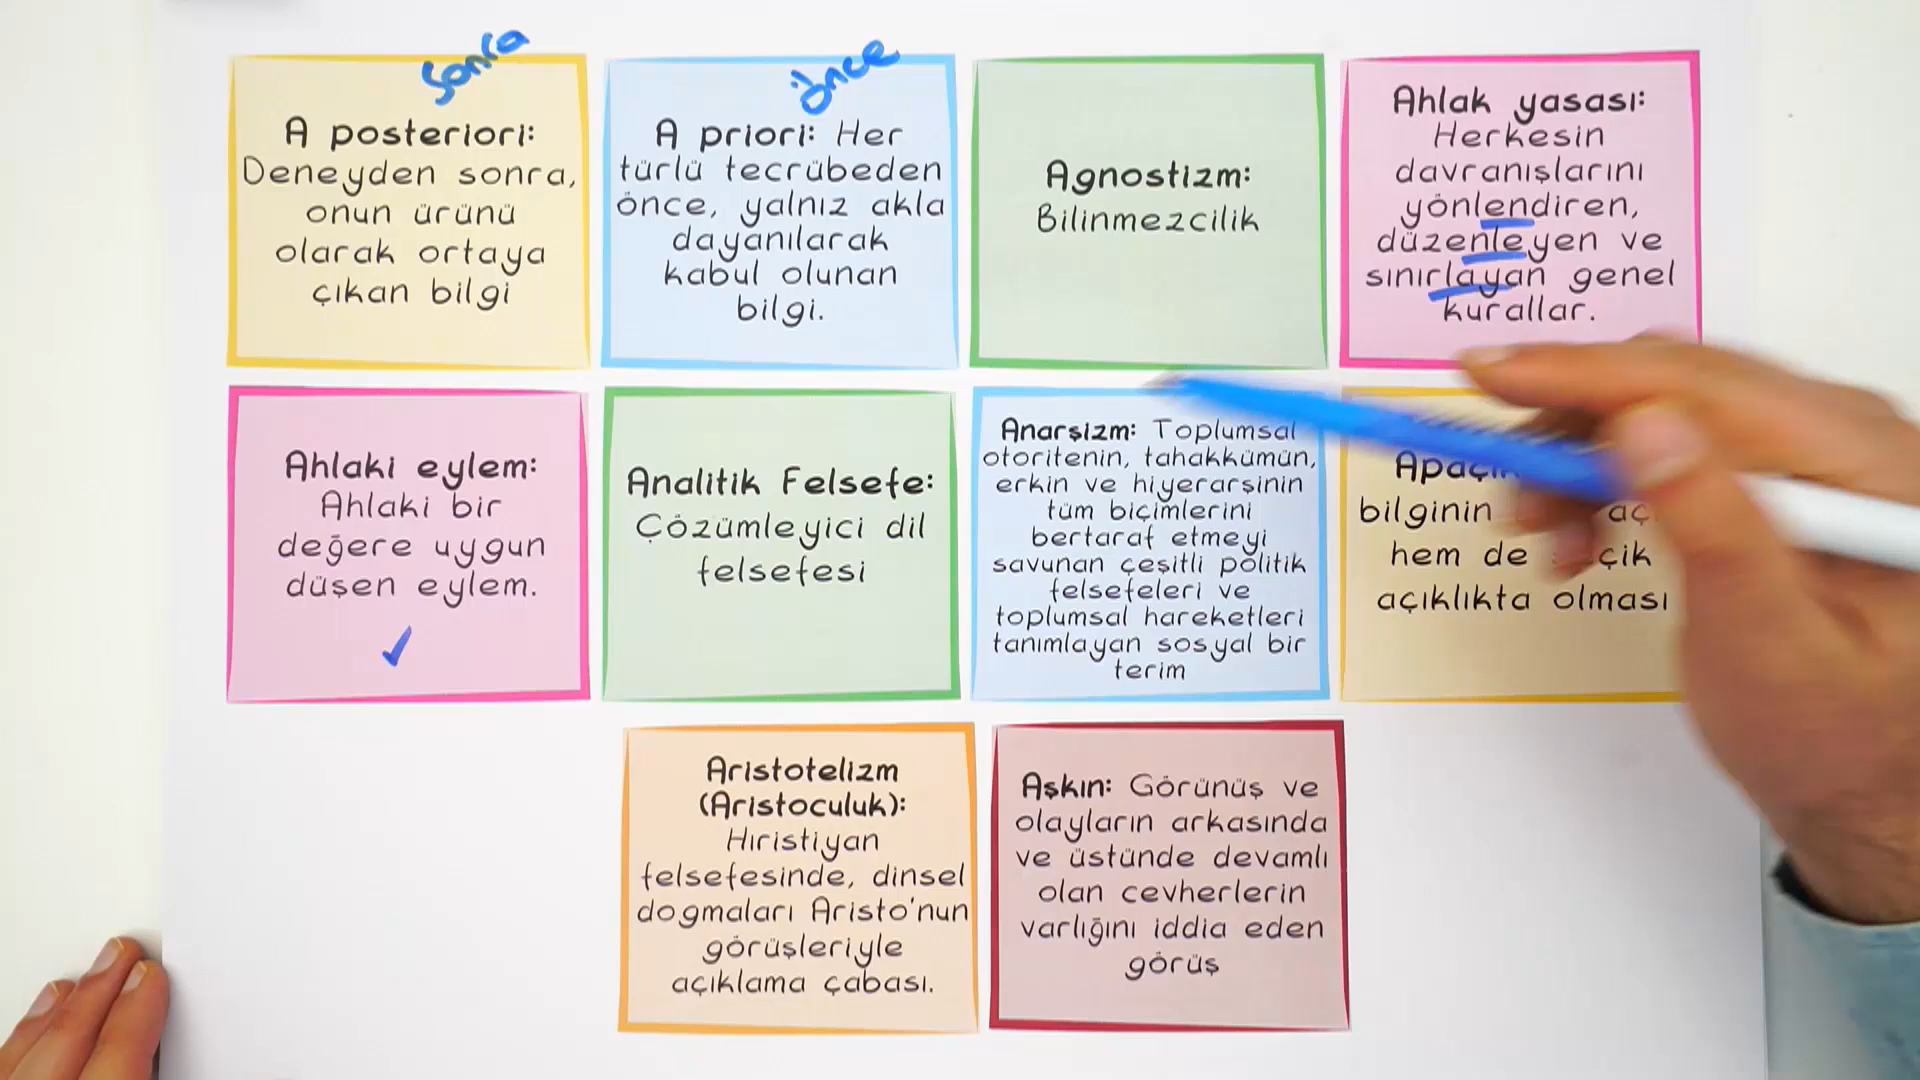 Sonra
A posteriori:
Deneyden sonra,
onun ürünü
olarak ortaya
çıkan bilgi
Önce
A priori: Her
türlü tecrübeden
önce, yalnız akla
dayanılarak
kabul olunan
bilgi.
Agnostizm:
Bilinmezcilik
Ahlak yasası:
Herkesin
davranışlarını
yönlendiren,
düzenleyen ve
sınırlayan genel
kurallar.
Ahlaki eylem:
Ahlaki bir
değere uygun
düşen eylem.
Analitik Felsefe:
Çözümleyici dil
felsefesi
Anarşizm: Toplumsal
otoritenin, tahakkümün,
erkin ve hiyerarşinin
tüm biçimlerini
bertaraf etmeyi
savunan çeşitli politik
felsefeleri ve
toplumsal hareketleri
tanımlayan sosyal bir
terim
bilginin
hem de
açıklıkta olması
Aristotelizm
(Aristoculuk):
Hıristiyan
felsefesinde, dinsel
dogmaları Aristo'nun
görüşleriyle
açıklama çabası.
Aşkın: Görünüş ve
olayların arkasında
ve üstünde devamlı
olan cevherlerin
varlığını iddia eden
görüş